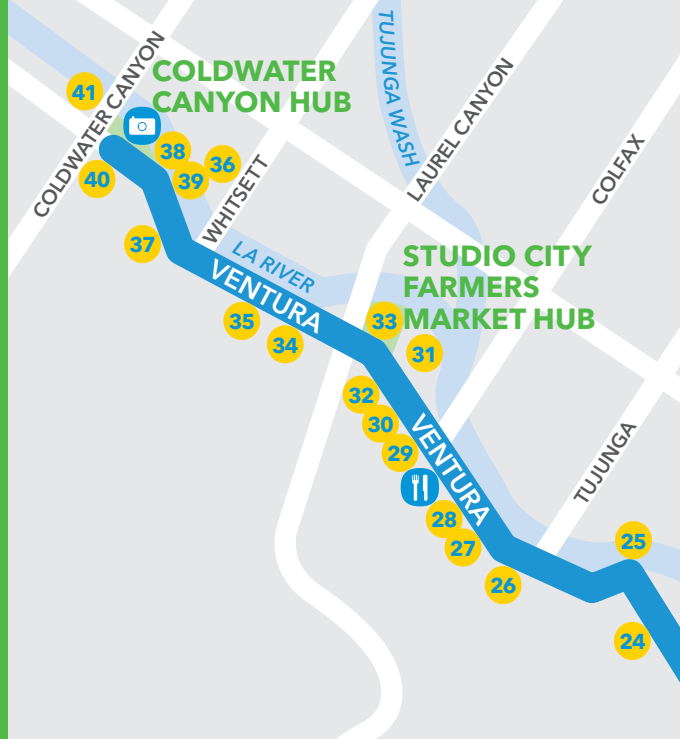 COLDWATER
CANYON HUB
41
COLDWATER CANYON
38
36
39
40
WHITSETT
37
TUJUNGA WASH
LAUREL CANYON
COLFAX
LA RIVER
VENTURA
STUDIO CITY
FARMERS
MARKET HUB
33
35
31
34
32
30
29
VENTURA
28
27
TUJUNGA
25
26
24